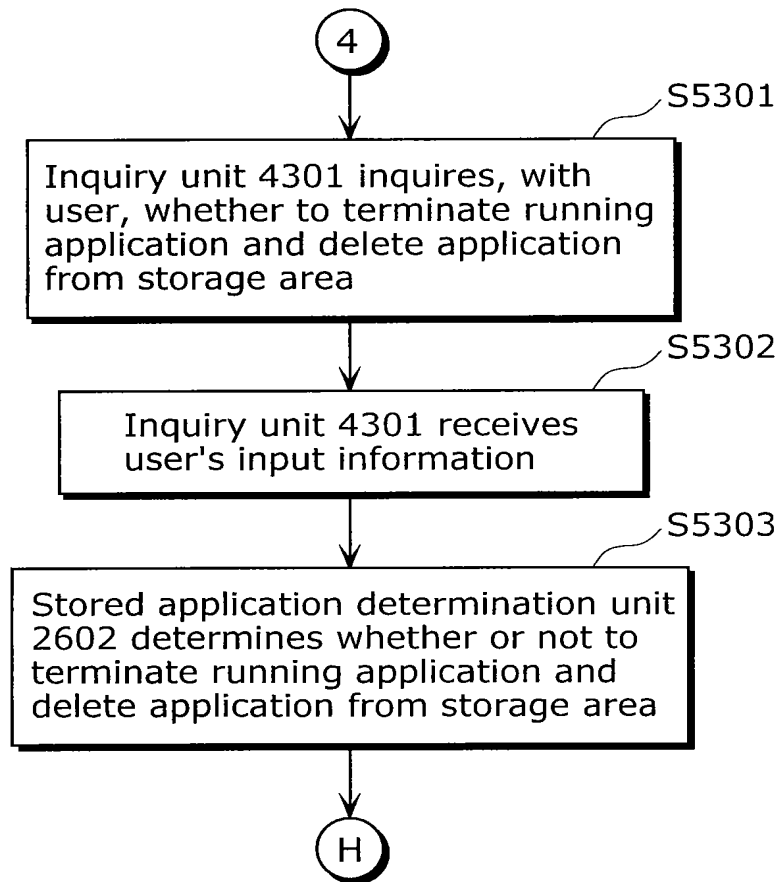 4
S5301
Inquiry unit 4301 inquires, with
user, whether to terminate running
application and delete application
from storage area
S5302
Inquiry unit 4301 receives
user's input information
S5303
Stored application determination unit
2602 determines whether or not to
terminate running application and
delete application from storage area
H